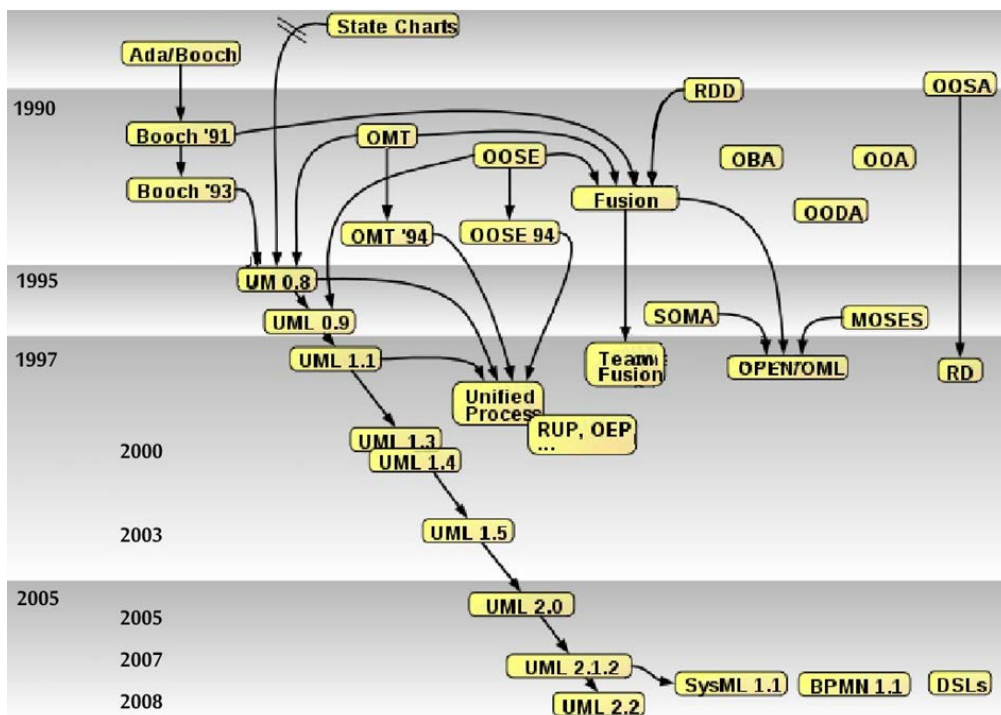 State Charts
Ada/Booch
RDD
OOSA
1990
Booch '91
OMT
OOSE
OBA
OOA
Booch '93
Fusion
OODA
OMT '94
OOSE 94
1995
UM 0.8
UML 0.9
SOMA
MOSES
1997
UML 1.1
Team
Fusion
OPEN/OML
RD
Unified
Process
RUP, OEP
...
UML 1.3
2000
UML 1.4
2003
UML 1.5
2005
2005
UML 2.0
2007
UML 2.1.2
SysML 1.1
BPMN 1.1
DSLs
2008
UML 2.2